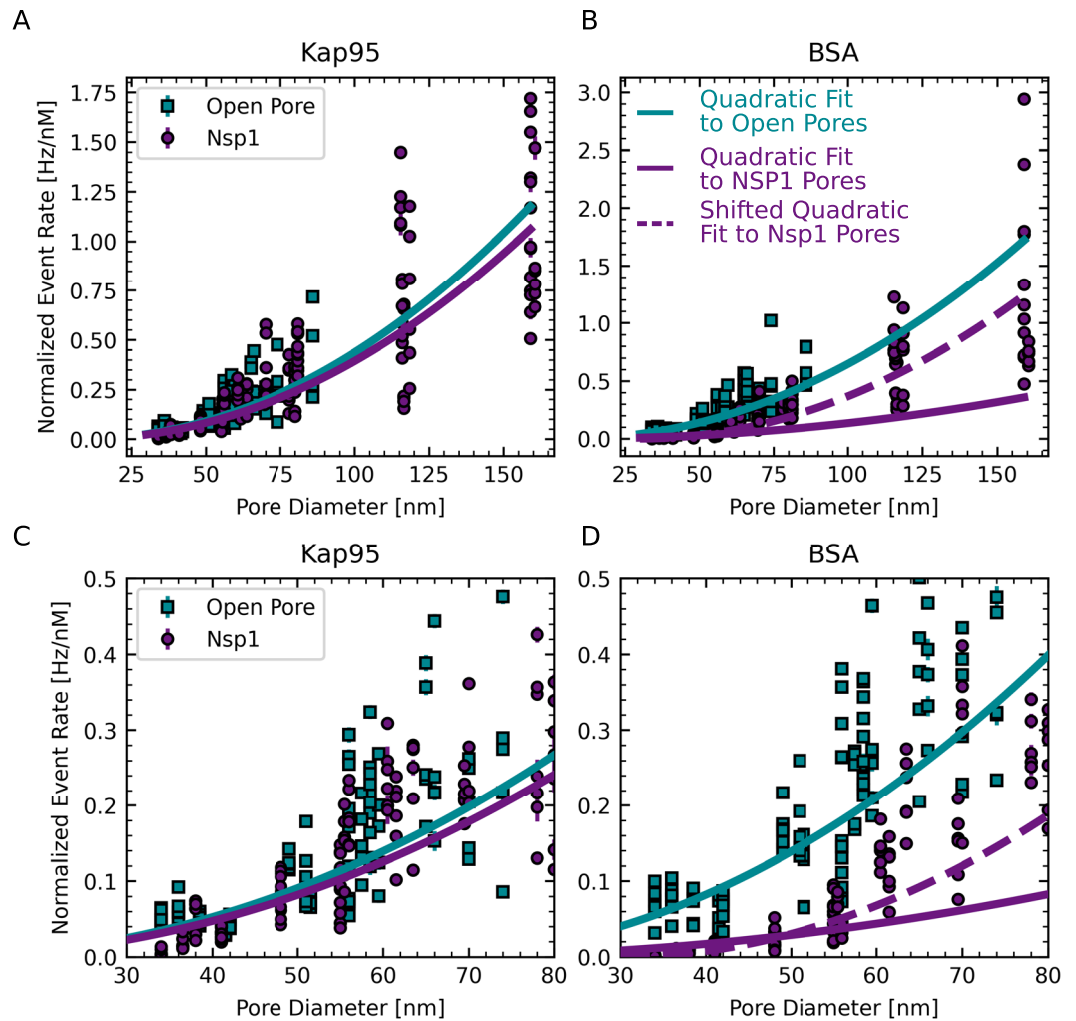 A
Kap95
Normalized Event Rate [Hz/nM]
1.75
1.50
1.25
1.00
0.75
0.50
0.25
0.00
Open Pore
Nsp1
25
50
75
100
125
150
Pore Diameter [nm]
B
BSA
3.0
2.5
2.0
1.5
1.0
0.5
0.0
Quadratic Fit
to Open Pores
Quadratic Fit
to NSP1 Pores
Shifted Quadratic
Fit to Nsp1 Pores
25
50
75
100
125
150
Pore Diameter [nm]
C
Kap95
Normalized Event Rate [Hz/nM]
0.5
0.4
0.3
0.2
0.1
0.0
Open Pore
Nsp1
30
40
50
60
70
80
Pore Diameter [nm]
D
BSA
0.5
0.4
0.3
0.2
0.1
0.0
30
40
50
60
70
80
Pore Diameter [nm]